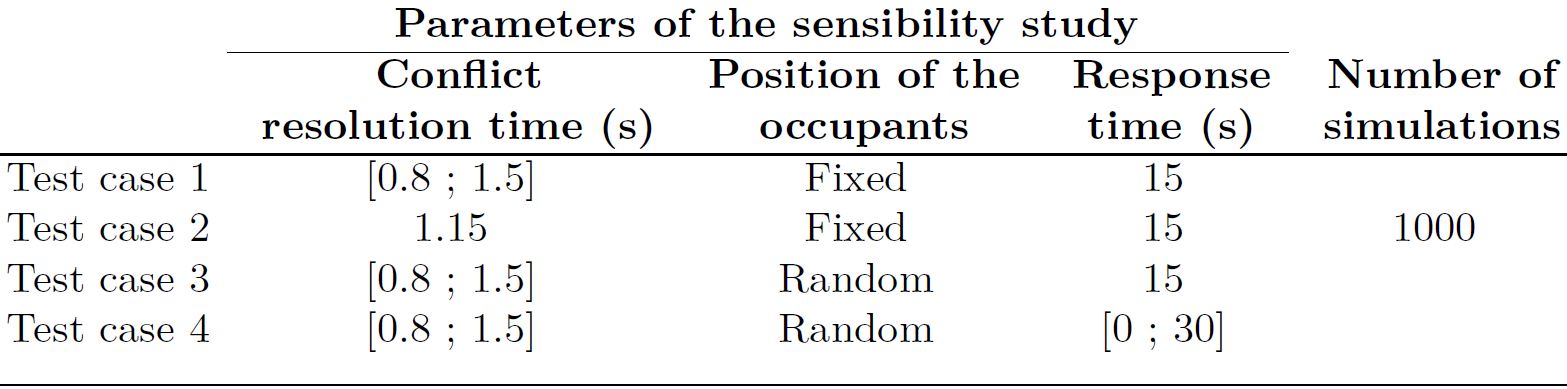 Parameters of the sensibility study
Conflict Position of the Response Number of
resolution time (s) occupants time (s) simulations
Test case 1 [0.8 ; 1.5] Fixed 15
Test case 2 1.15 Fixed 15 1000
Test case 3 [0.8 ; 1.5] Random 15
Test case 4 [0.8 ; 1.5] Random [0 ; 30]